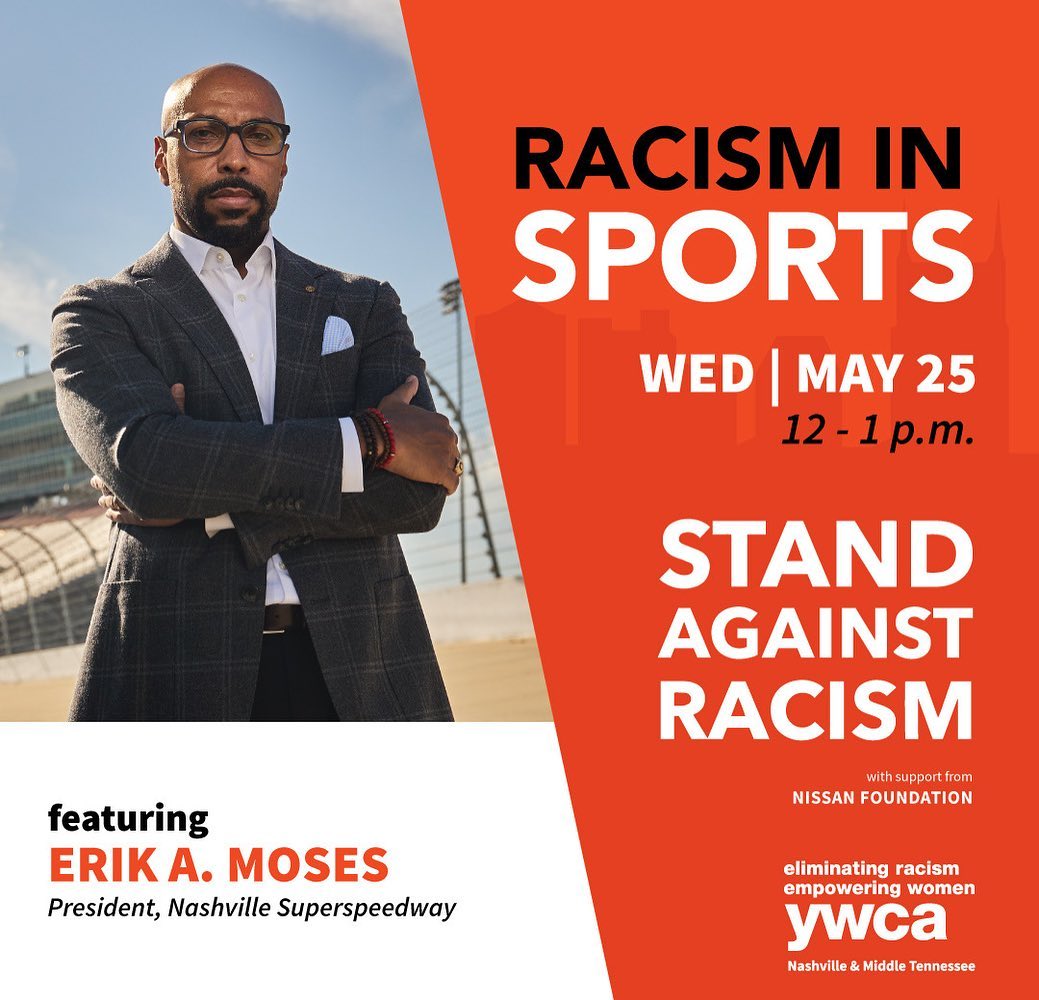 RACISM IN
SPORTS
WED | MAY 25
12 - 1 p.m.
STAND
AGAINST
RACISM
with support from
NISSAN FOUNDATION
featuring
ERIK A. MOSES
President, Nashville Superspeedway
eliminating racism
empowering women
ywca
Nashville & Middle Tennessee